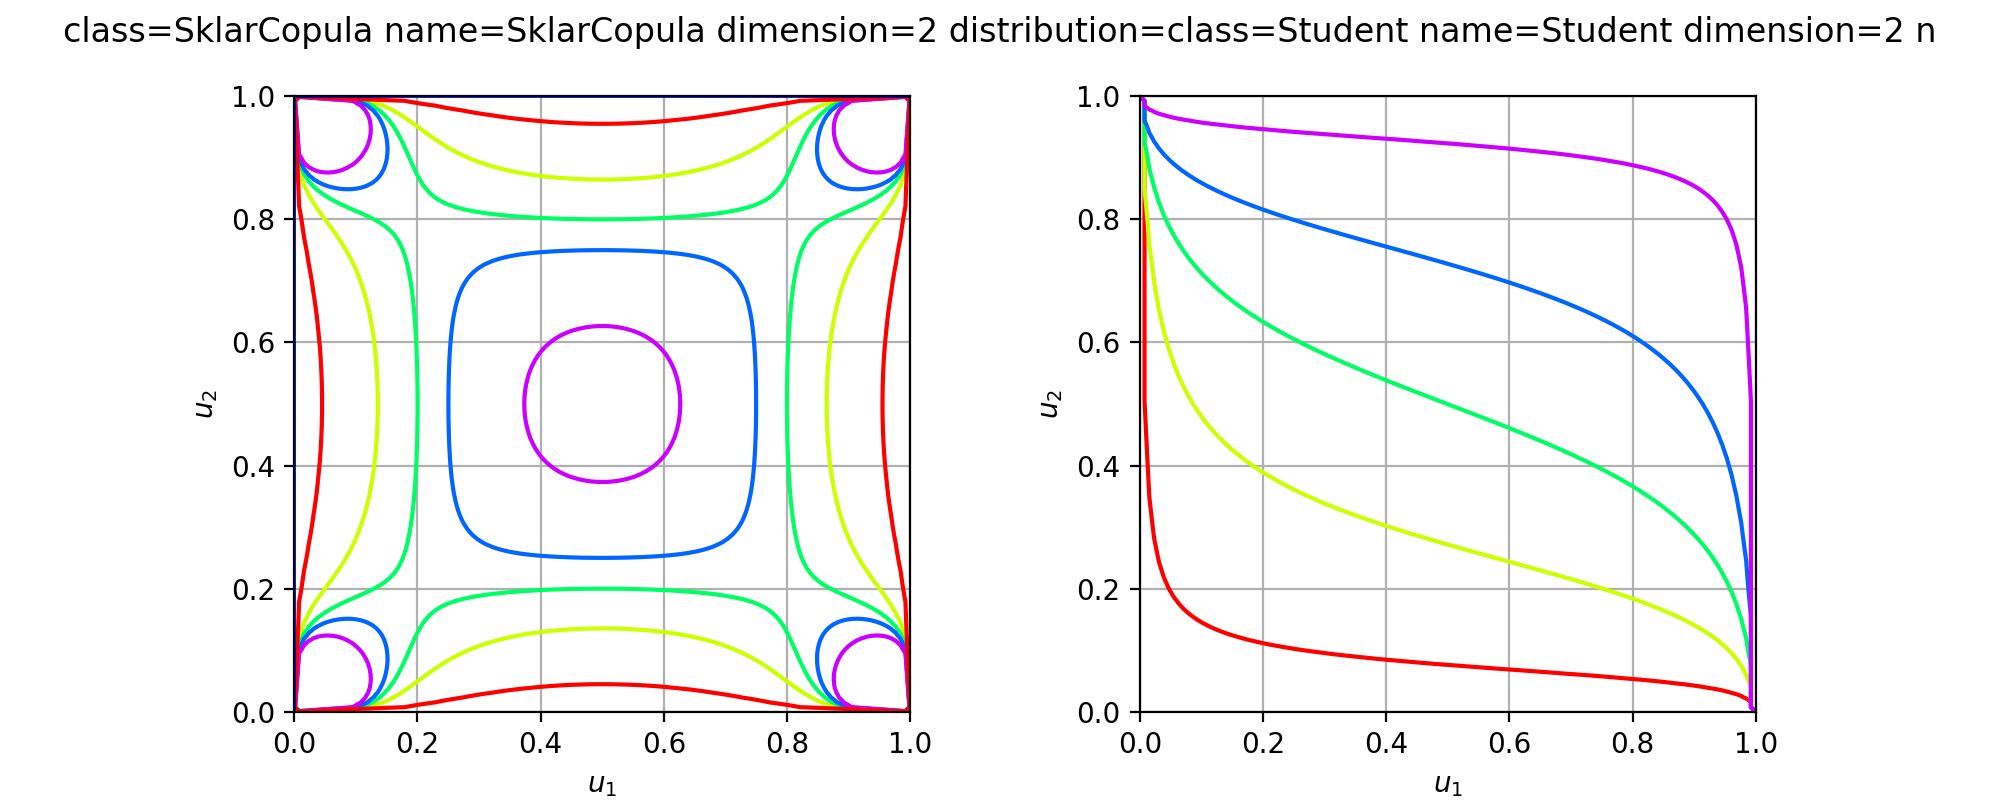 class=SklarCopula name=SklarCopula dimension=2 distribution=class=Student name=Student dimension=2 n
1.0
0.8
0.6
0.4
0.2
0.0
u₂
0.0 0.2 0.4 0.6 0.8 1.0
u₁
1.0
0.8
0.6
0.4
0.2
0.0
u₂
0.0 0.2 0.4 0.6 0.8 1.0
u₁